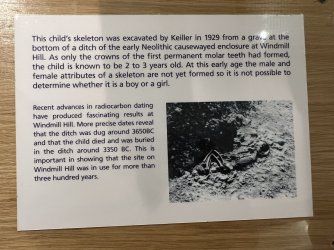 This child's skeleton was excavated by Keiller in 1929 from a grave at the
bottom of a ditch of the early Neolithic causewayed enclosure at Windmill
Hill. As only the crowns of the first permanent molar teeth had formed,
the child is known to be 2 to 3 years old. At this early age the male and
female attributes of a skeleton are not yet formed so it is not possible to
determine whether it is a boy or a girl.
Recent advances in radiocarbon dating
have produced fascinating results at
Windmill Hill. More precise dates reveal
that the ditch was dug around 3650BC
and that the child died and was buried
in the ditch around 3350 BC. This is
important in showing that the site on
Windmill Hill was in use for more than
three hundred years.